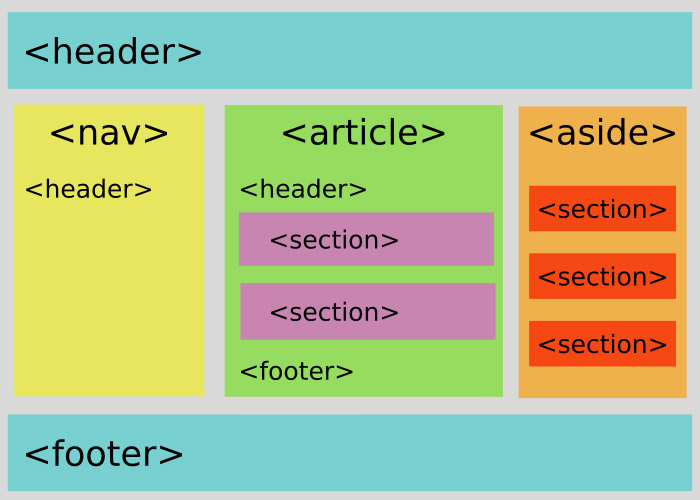 <header>
<nav>
<header>
<article>
<header>
<section>
<section>
<footer>
<aside>
<section>
<section>
<section>
<footer>